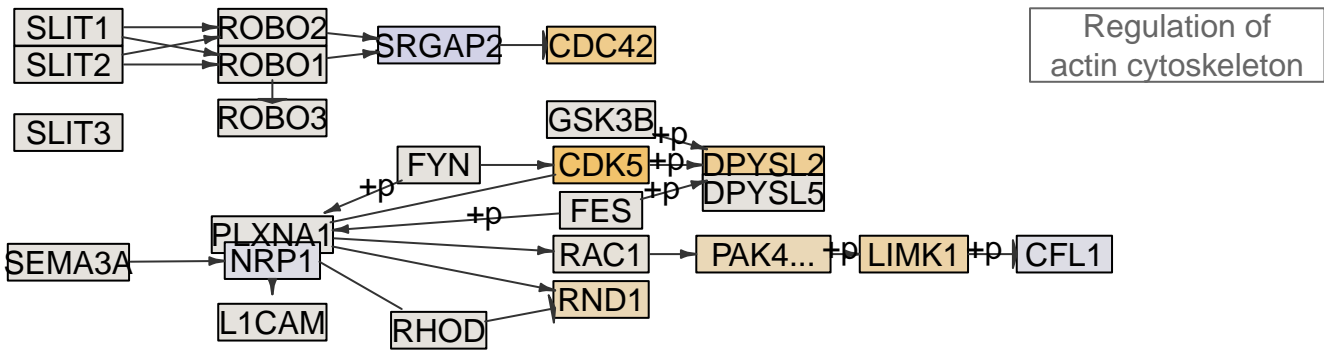 SLIT1
ROBO2
SRGAP2
CDC42
Regulation of
actin cytoskeleton
SLIT2
ROBO1
SLIT3
ROBO3
GSK3B
+p
FYN
CDK5
+p
DPYSL2
+p
FES
+p
DPYSL5
PLXNA1
+p
SEMA3A
NRP1
RAC1
PAK4...
+p
LIMK1
+p
CFL1
RND1
L1CAM
RHOD